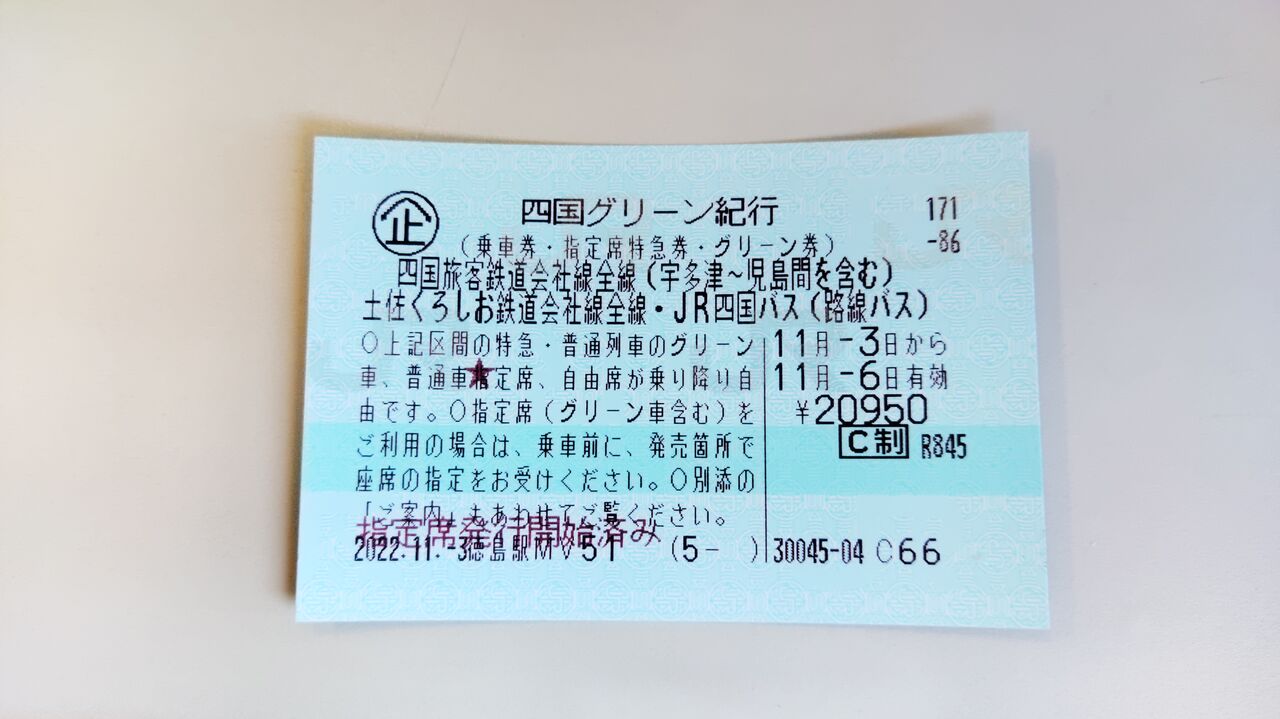 企 四国グリーン紀行 171
（乗車券・指定席特急券・グリーン券） -86
四国旅客鉄道会社線全線（宇多津～児島間を含む）
土佐くろしお鉄道会社線全線・JR四国バス（路線バス）
〇上記区間の特急・普通列車のグリーン
車、普通車指定席、自由席が乗り降り自
由です。〇指定席（グリーン車含む）を
ご利用の場合は、乗車前に、発売箇所で
座席の指定をお受けください。〇別添の
「ご案内」もあわせてご覧ください。
11月-3日から
11月-6日有効
¥20950
C制 R845
指定席発行開始済み
2022.11.-3徳島駅MV51 (5- ) 30045-04 C66